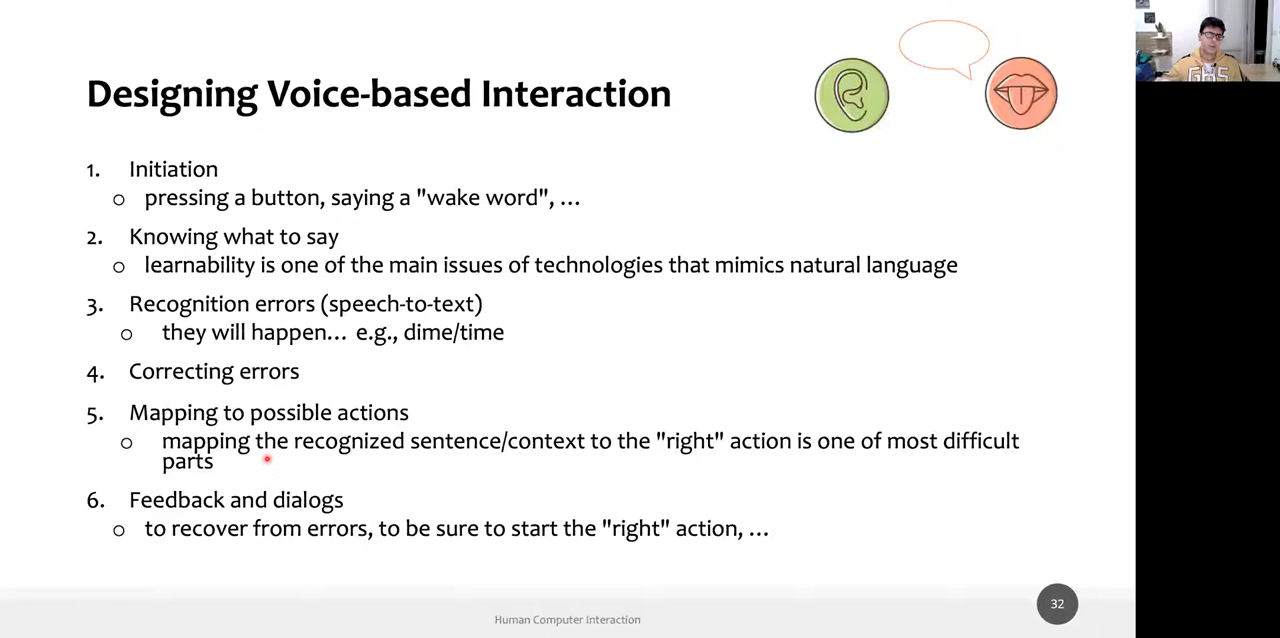 Designing Voice-based Interaction
1. Initiation
o pressing a button, saying a "wake word", …
2. Knowing what to say
o learnability is one of the main issues of technologies that mimics natural language
3. Recognition errors (speech-to-text)
o they will happen… e.g., dime/time
4. Correcting errors
5. Mapping to possible actions
o mapping the recognized sentence/context to the "right" action is one of most difficult
parts
6. Feedback and dialogs
o to recover from errors, to be sure to start the "right" action, …
Human Computer Interaction
32